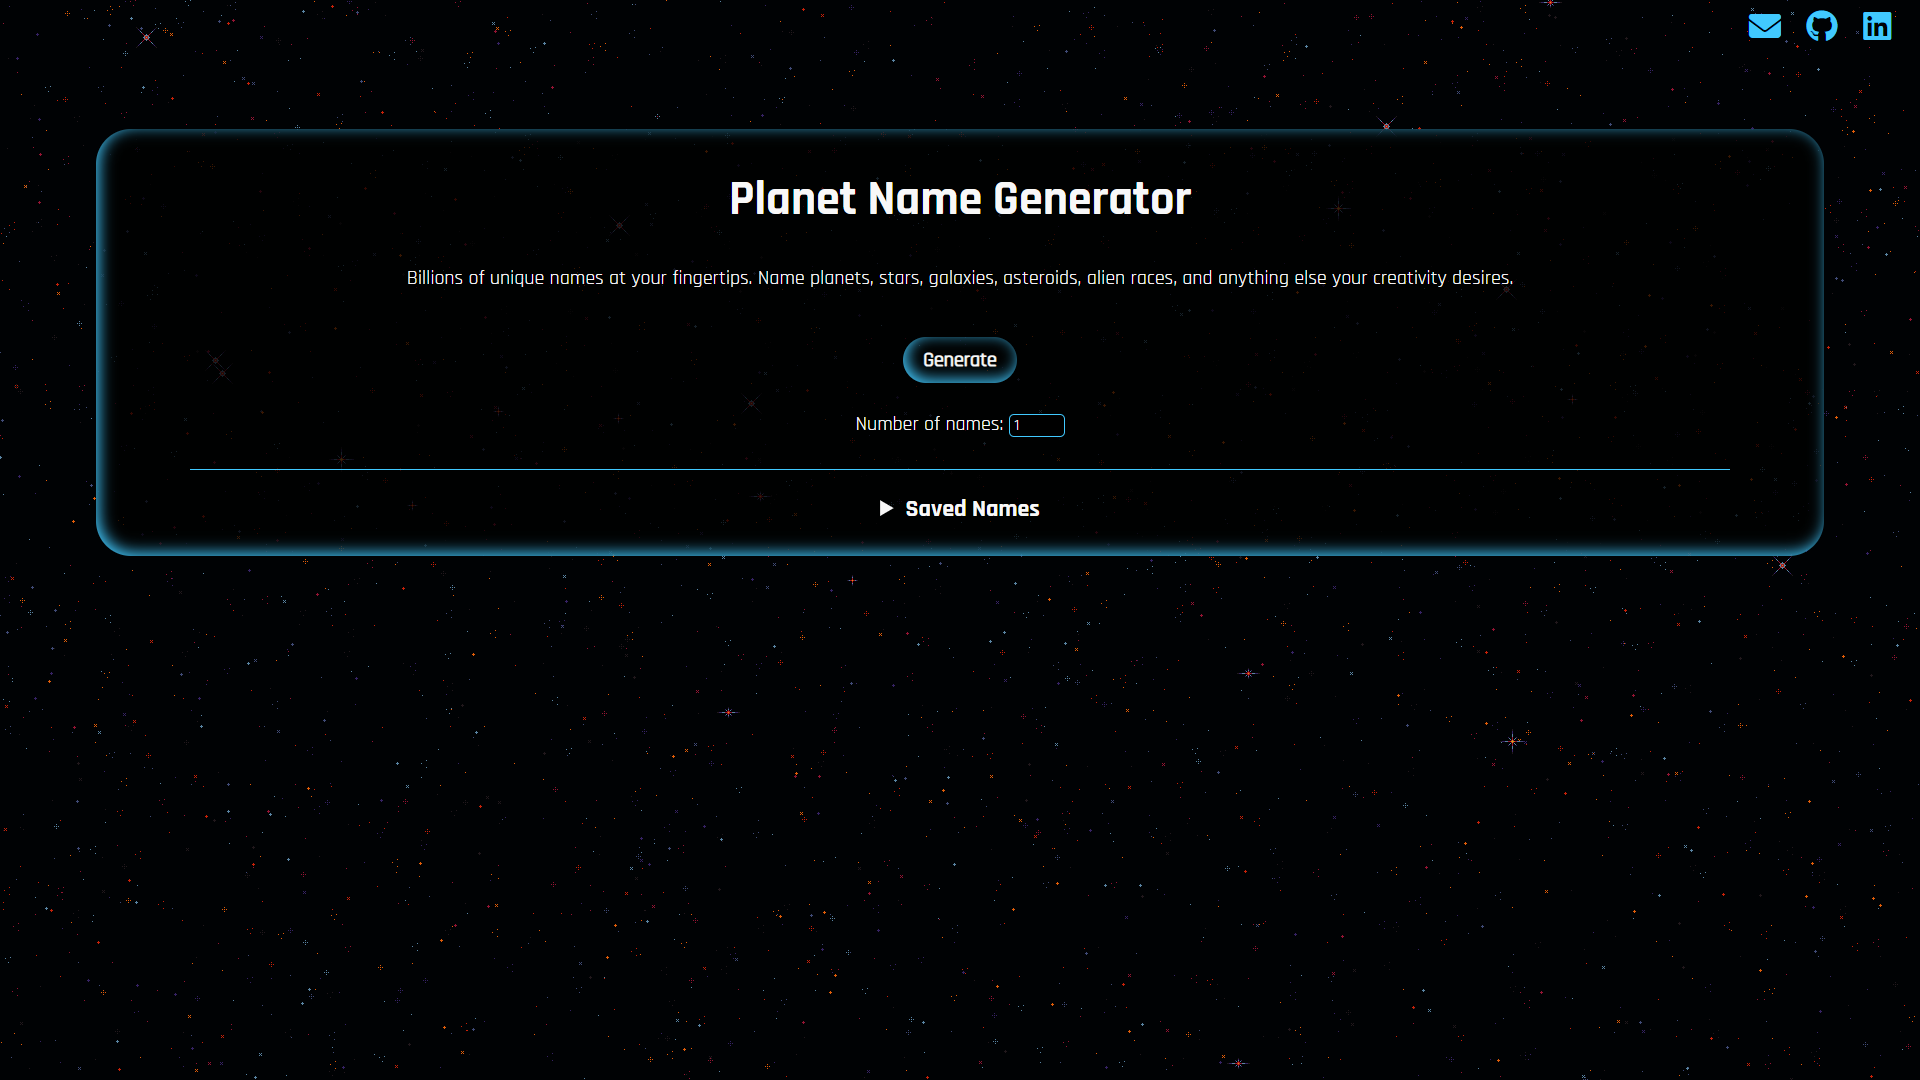 Planet Name Generator
Billions of unique names at your fingertips. Name planets, stars, galaxies, asteroids, alien races, and anything else your creativity desires.
Generate
Number of names: 1
Saved Names